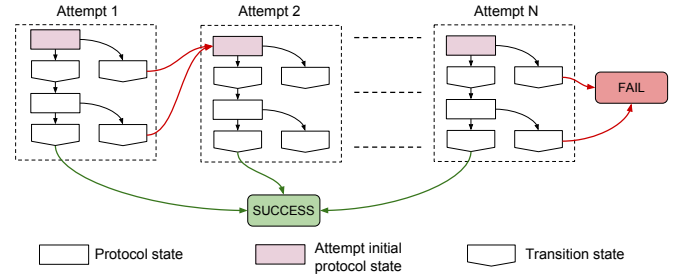 Attempt 1
Attempt 2
Attempt N
FAIL
SUCCESS
Protocol state
Attempt initial
protocol state
Transition state